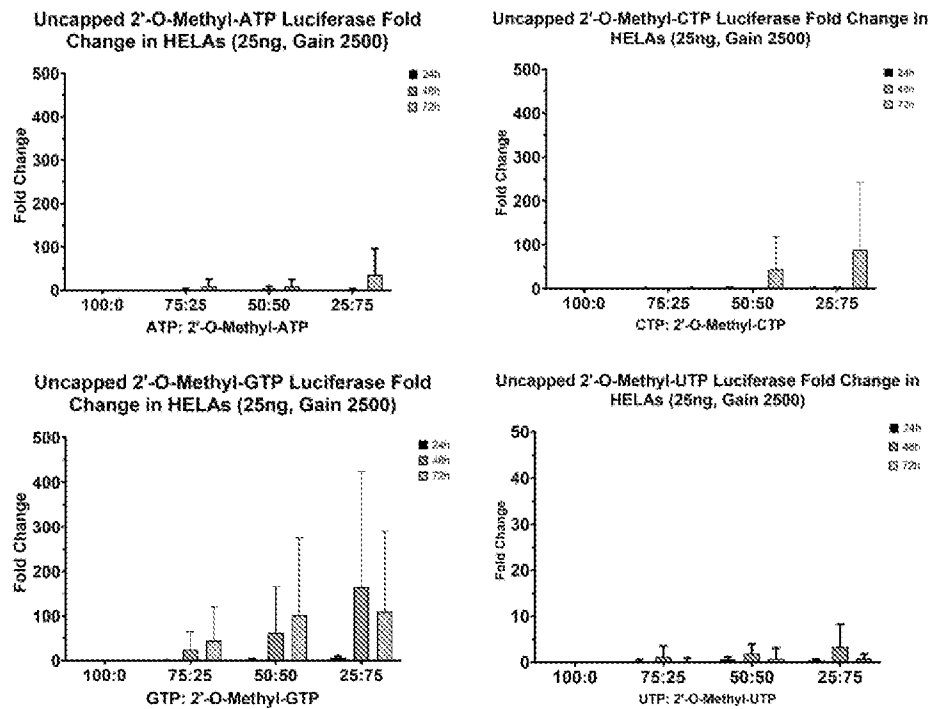 Uncapped 2'-O-Methyl-ATP Luciferase Fold
Change in HELAs (25ng, Gain 2500)
24h
48h
72h
500
400
300
200
100
0
Fold Change
100:0
75:25
50:50
25:75
ATP: 2'-O-Methyl-ATP
Uncapped 2'-O-Methyl-CTP Luciferase Fold Change in
HELAs (25ng, Gain 2500)
24h
48h
72h
500
400
300
200
100
0
Fold Change
100:0
75:25
50:50
25:75
CTP: 2'-O-Methyl-CTP
Uncapped 2'-O-Methyl-GTP Luciferase Fold
Change in HELAs (25ng, Gain 2500)
24h
48h
72h
500
400
300
200
100
0
Fold Change
100:0
75:25
50:50
25:75
GTP: 2'-O-Methyl-GTP
Uncapped 2'-O-Methyl-UTP Luciferase Fold Change in
HELAs (25ng, Gain 2500)
24h
48h
72h
50
40
30
20
10
0
Fold Change
100:0
75:25
50:50
25:75
UTP: 2'-O-Methyl-UTP